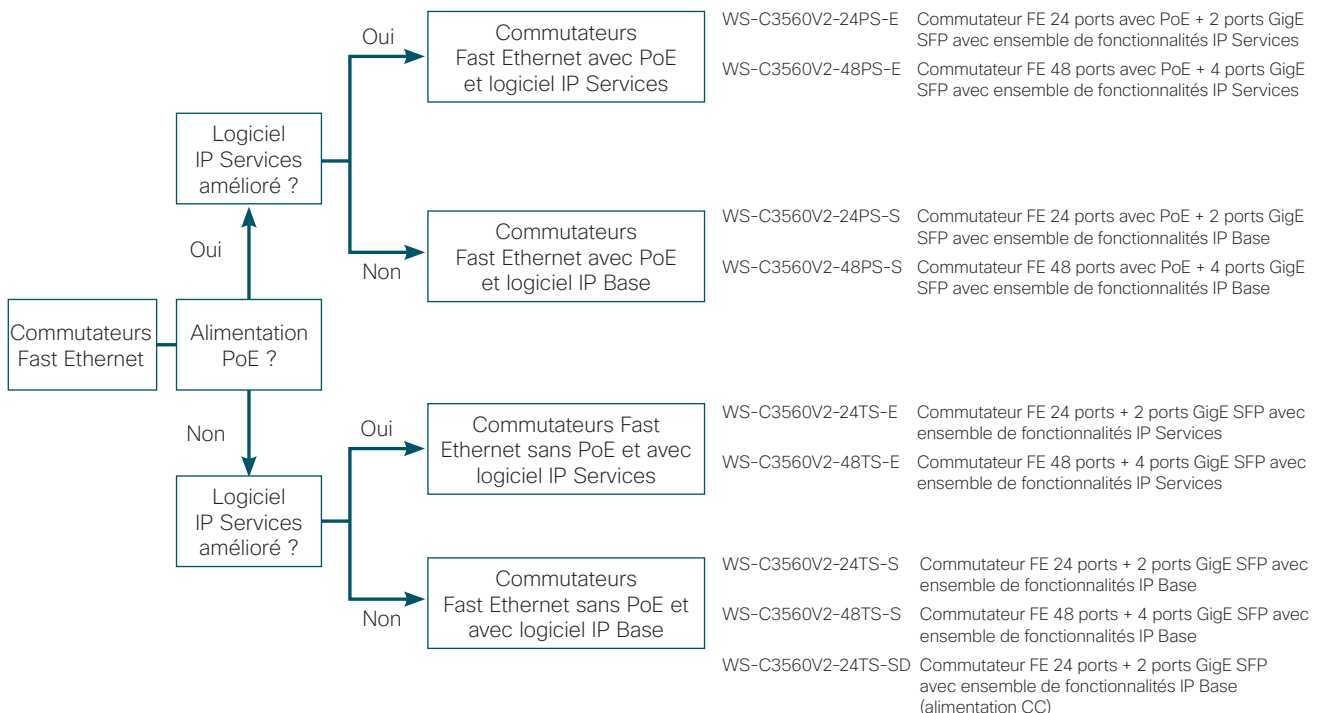 Commutateurs
Fast Ethernet
Alimentation
PoE ?
Oui
Non
Logiciel
IP Services
amélioré ?
Oui
Non
Commutateurs
Fast Ethernet avec PoE
et logiciel IP Services
WS-C3560V2-24PS-E Commutateur FE 24 ports avec PoE + 2 ports GigE
SFP avec ensemble de fonctionnalités IP Services
WS-C3560V2-48PS-E Commutateur FE 48 ports avec PoE + 4 ports GigE
SFP avec ensemble de fonctionnalités IP Services
Commutateurs
Fast Ethernet avec PoE
et logiciel IP Base
WS-C3560V2-24PS-S Commutateur FE 24 ports avec PoE + 2 ports GigE
SFP avec ensemble de fonctionnalités IP Base
WS-C3560V2-48PS-S Commutateur FE 48 ports avec PoE + 4 ports GigE
SFP avec ensemble de fonctionnalités IP Base
Logiciel
IP Services
amélioré ?
Oui
Non
Commutateurs Fast
Ethernet sans PoE et avec
logiciel IP Services
WS-C3560V2-24TS-E Commutateur FE 24 ports + 2 ports GigE SFP avec
ensemble de fonctionnalités IP Services
WS-C3560V2-48TS-E Commutateur FE 48 ports + 4 ports GigE SFP avec
ensemble de fonctionnalités IP Services
Commutateurs
Fast Ethernet sans PoE et
avec logiciel IP Base
WS-C3560V2-24TS-S Commutateur FE 24 ports + 2 ports GigE SFP avec
ensemble de fonctionnalités IP Base
WS-C3560V2-48TS-S Commutateur FE 48 ports + 4 ports GigE SFP avec
ensemble de fonctionnalités IP Base
WS-C3560V2-24TS-SD Commutateur FE 24 ports + 2 ports GigE SFP
avec ensemble de fonctionnalités IP Base
(alimentation CC)